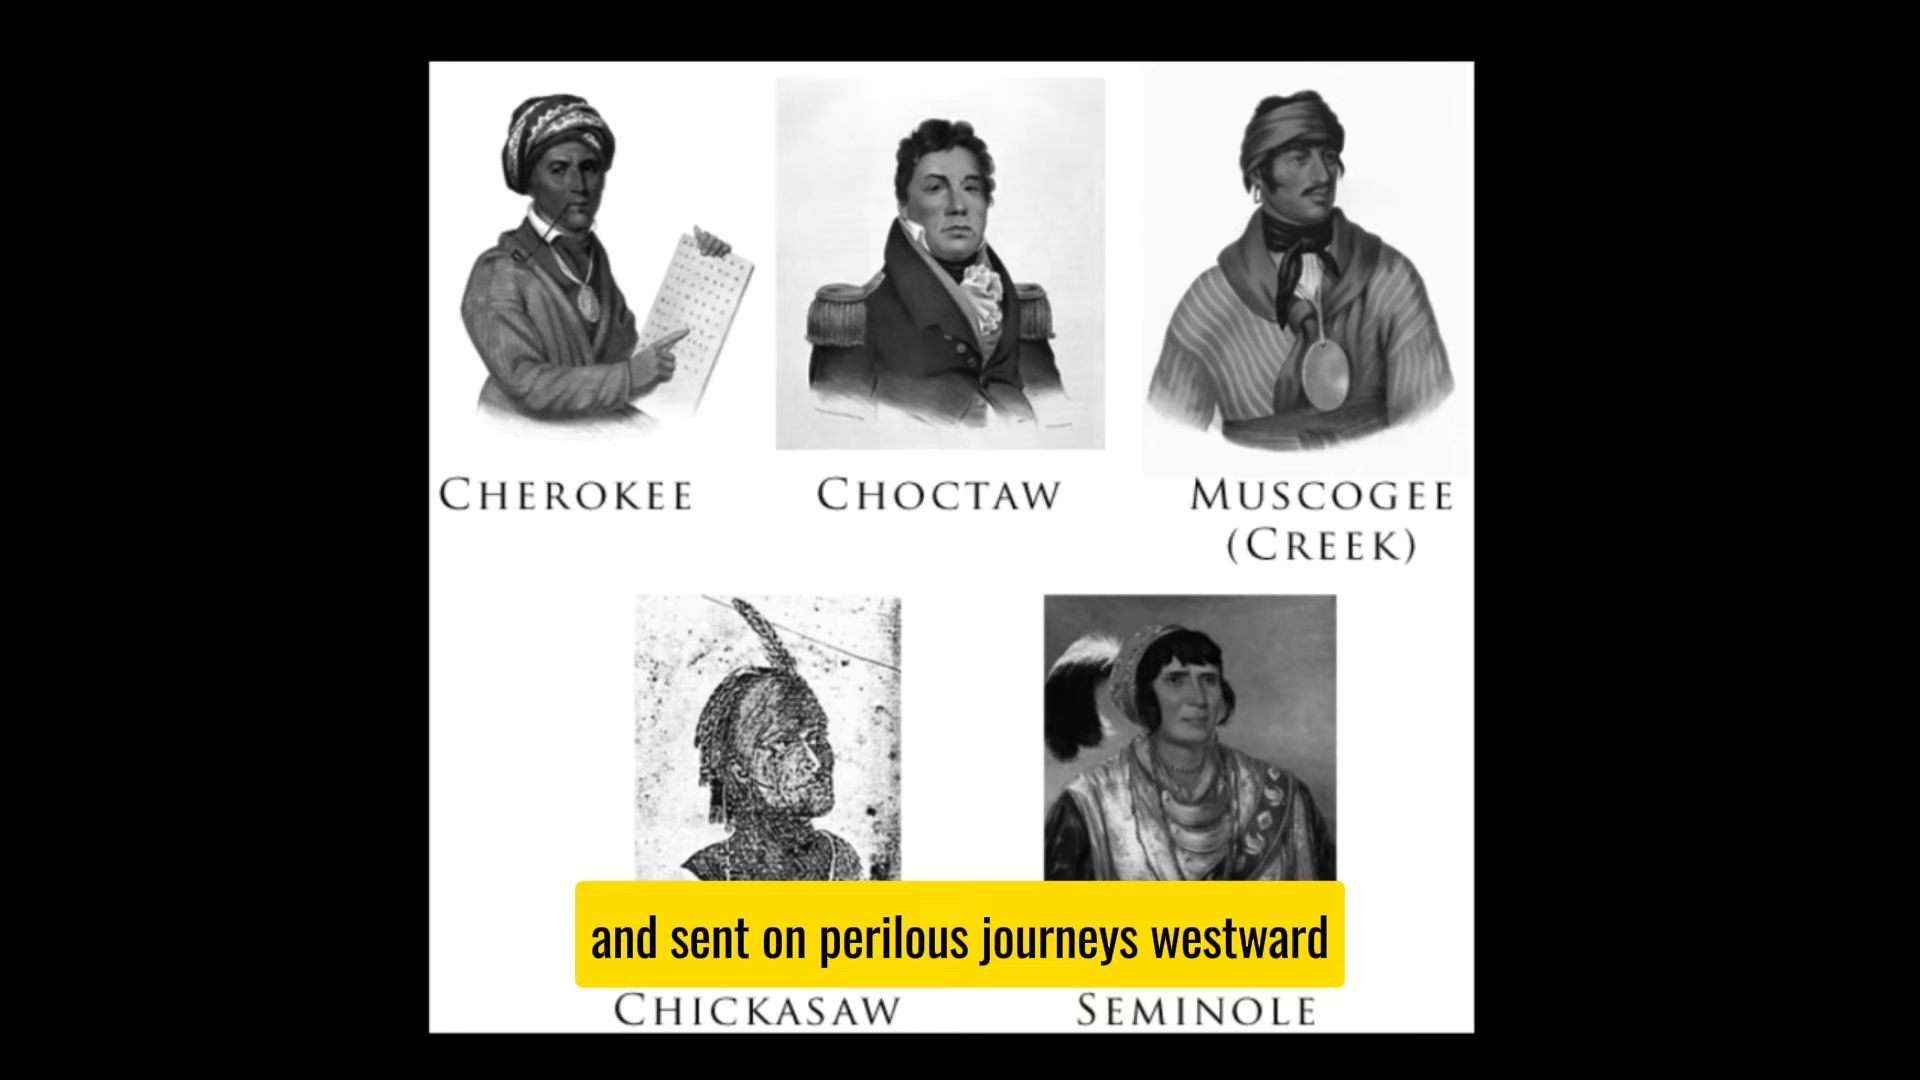 CHEROKEE
CHOCTAW
MUSCOGEE
(CREEK)
and sent on perilous journeys westward
CHICKASAW
SEMINOLE